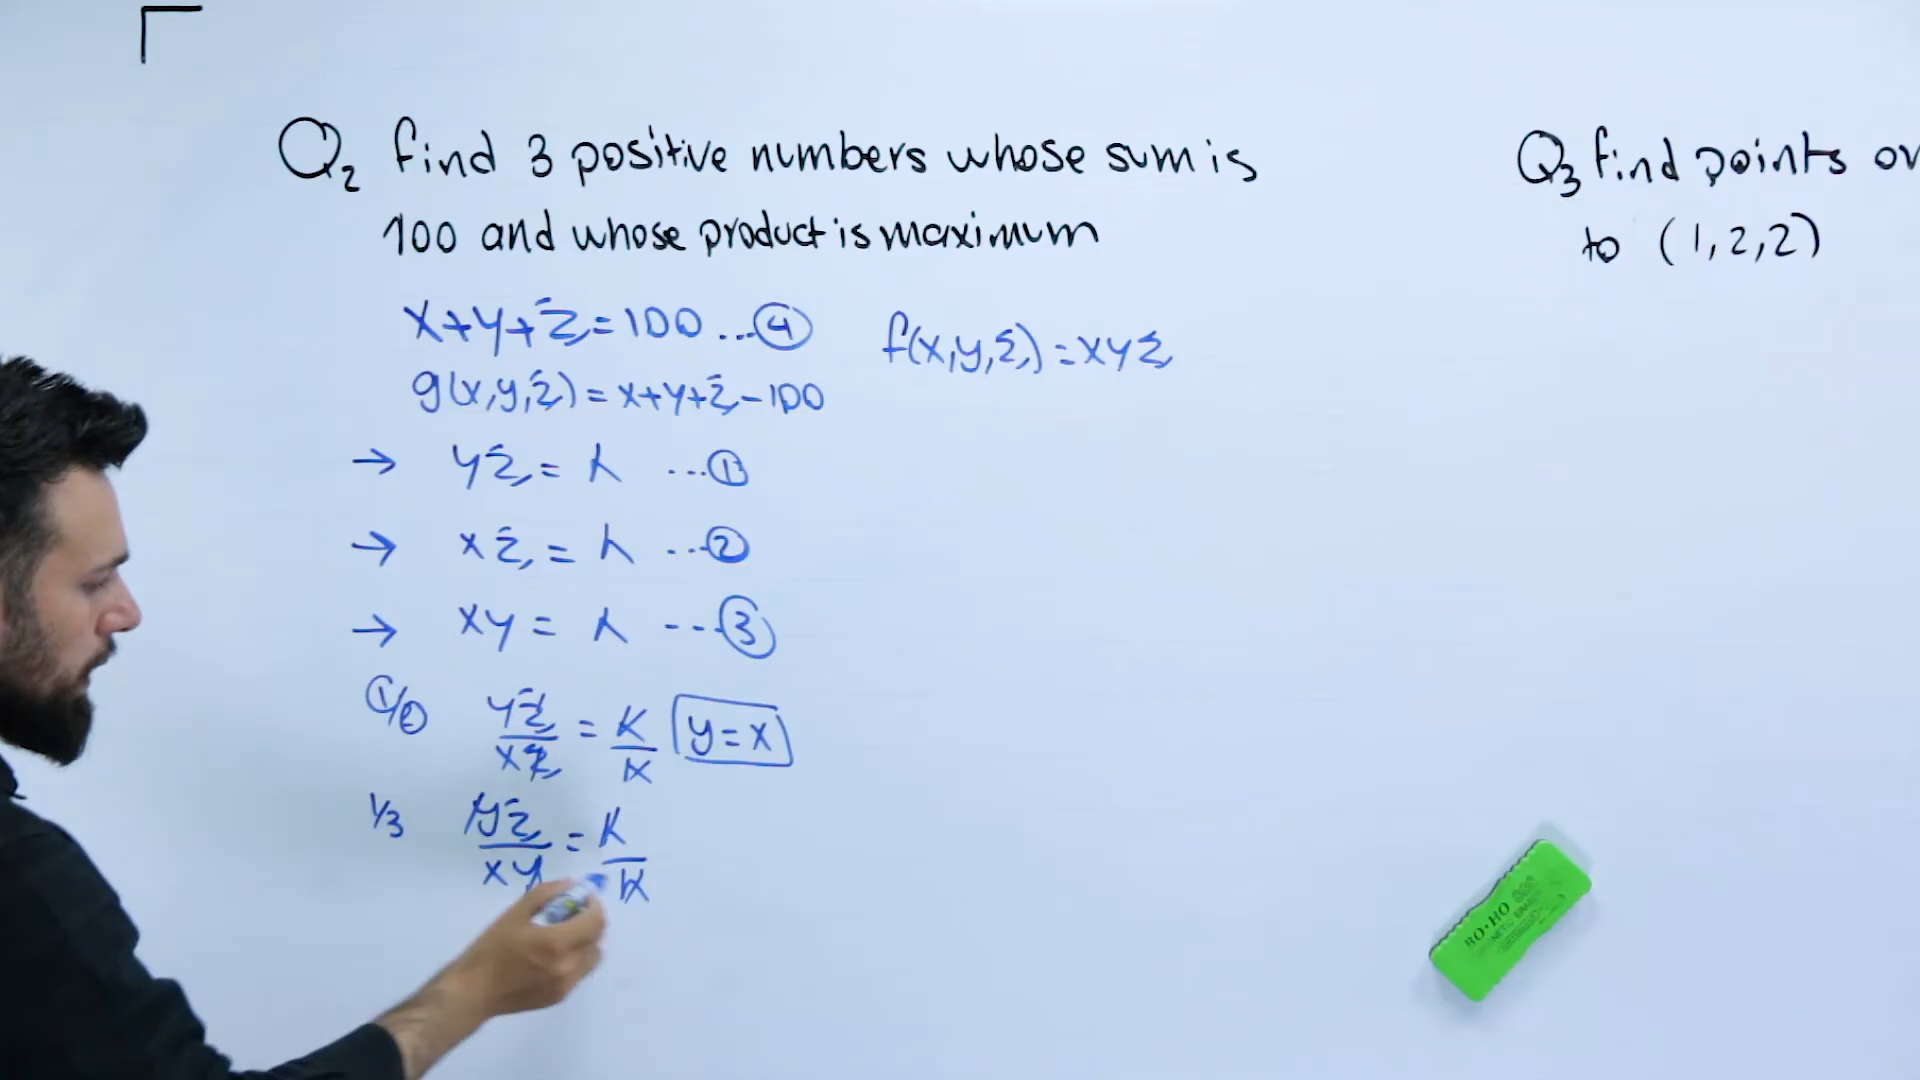 Q2 find 3 positive numbers whose sum is
100 and whose product is maximum
x+y+z=100 ...④
f(x,y,z)=xyz
g(x,y,z)=x+y+z-100
→ yz=λ ...①
→ xz=λ ...②
→ xy=λ ---③
①/② yz/xz = λ/λ y=x
1/3 yz/xy = λ/λ
Q3 find points
to (1,2,2)
RO-HO